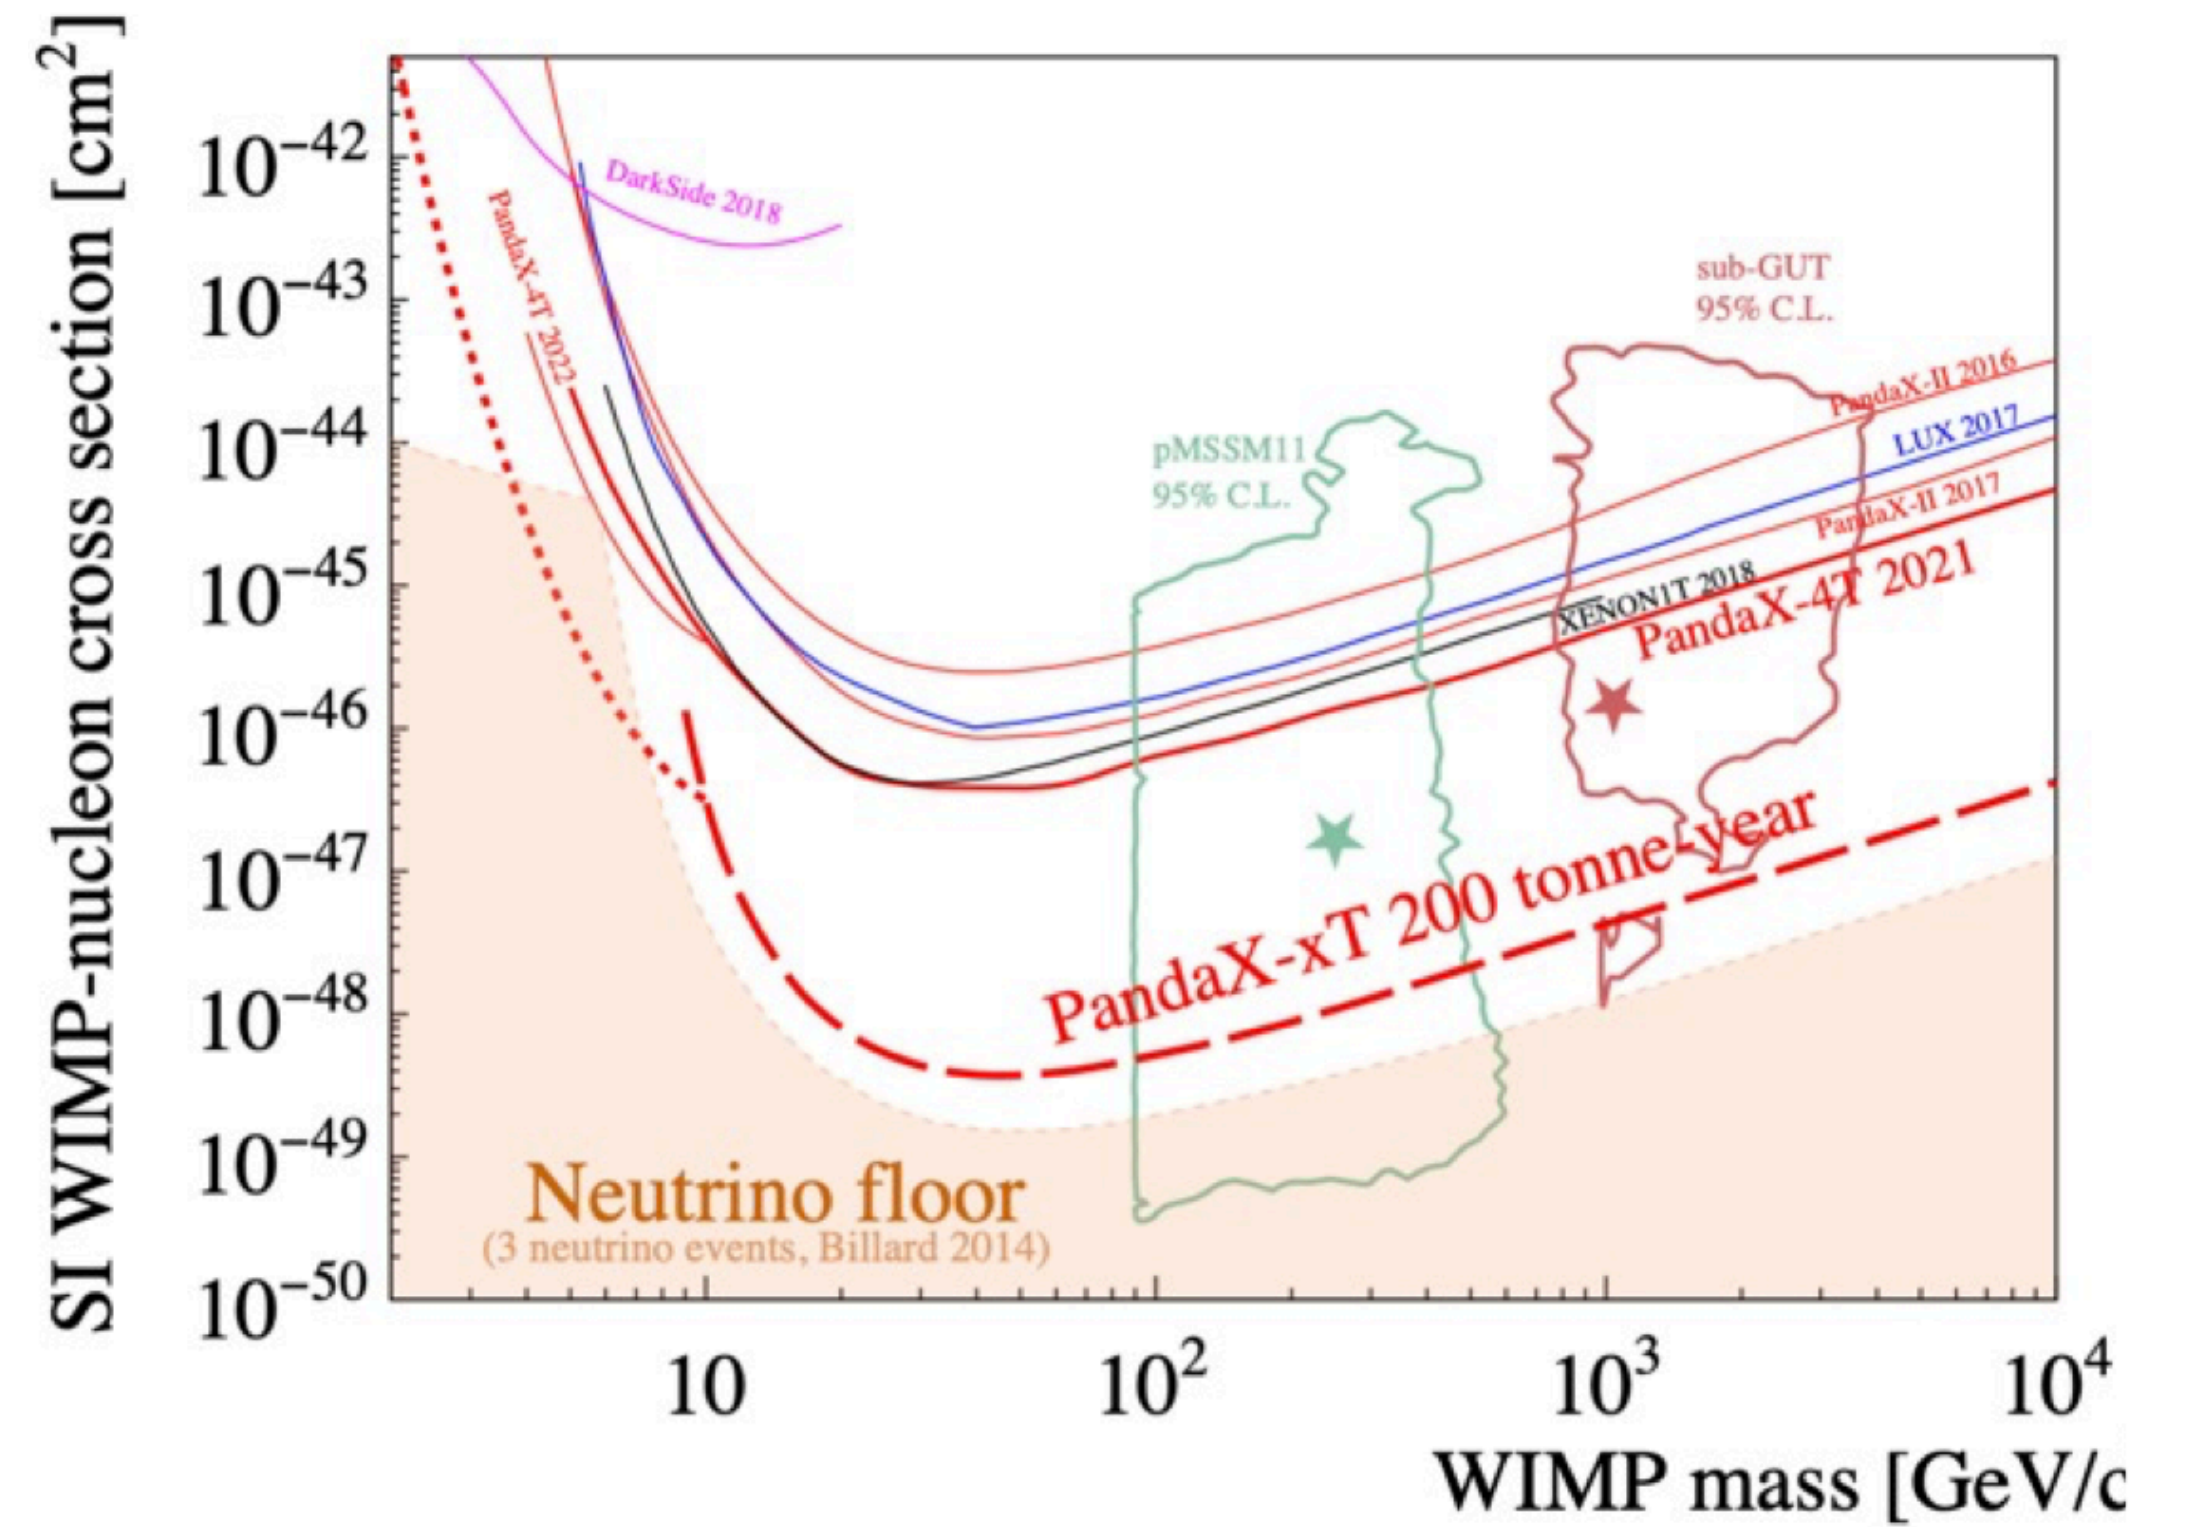 SI WIMP-nucleon cross section [cm²]
10⁻⁴²
10⁻⁴³
10⁻⁴⁴
10⁻⁴⁵
10⁻⁴⁶
10⁻⁴⁷
10⁻⁴⁸
10⁻⁴⁹
10⁻⁵⁰
DarkSide 2018
PandaX-4T 2022
sub-GUT
95% C.L.
pMSSM11
95% C.L.
PandaX-II 2016
LUX 2017
PandaX-II 2017
XENON1T 2018
PandaX-4T 2021
PandaX-xT 200 tonne-year
Neutrino floor
(3 neutrino events, Billard 2014)
10
10²
10³
10⁴
WIMP mass [GeV/c